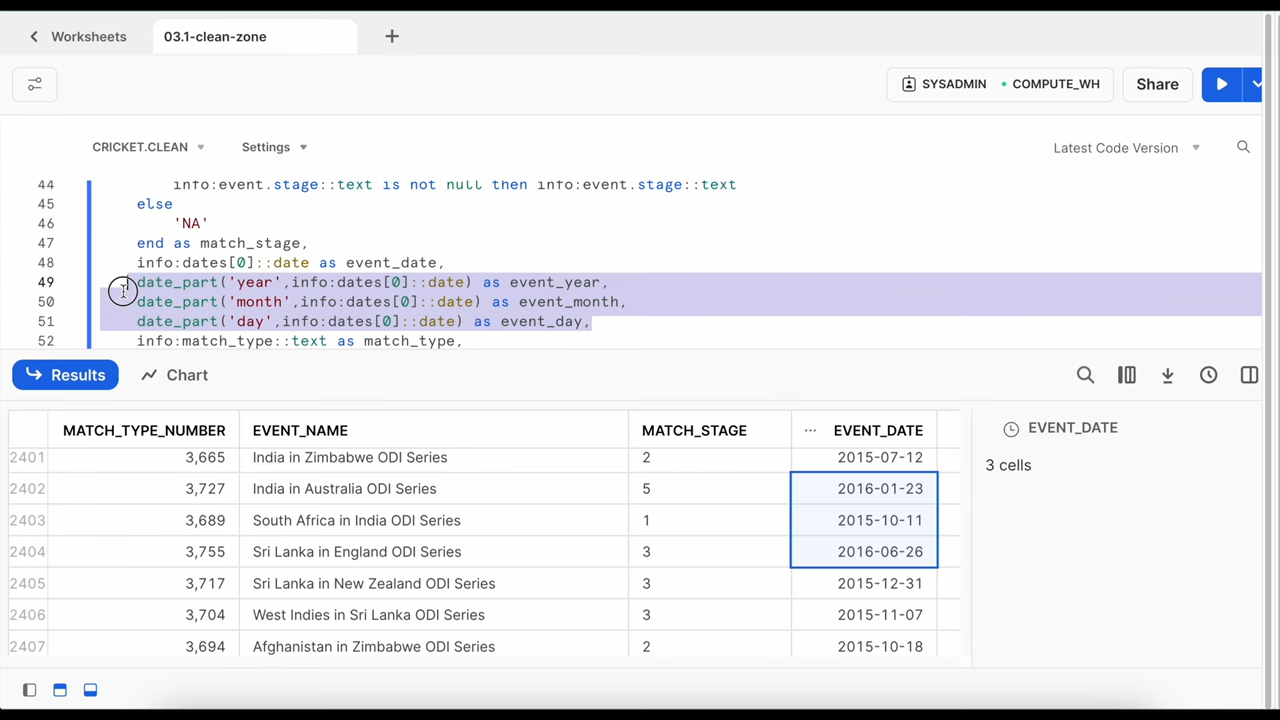 Worksheets
03.1-clean-zone
SYSADMIN
COMPUTE_WH
Share
CRICKET.CLEAN
Settings
Latest Code Version
44 info:event.stage::text is not null then info:event.stage::text
45 else
46 'NA'
47 end as match_stage,
48 info:dates[0]::date as event_date,
49 date_part('year',info:dates[0]::date) as event_year,
50 date_part('month',info:dates[0]::date) as event_month,
51 date_part('day',info:dates[0]::date) as event_day,
52 info:match_type::text as match_type,
Results Chart
MATCH_TYPE_NUMBER EVENT_NAME MATCH_STAGE ... EVENT_DATE
2401 3,665 India in Zimbabwe ODI Series 2 2015-07-12
2402 3,727 India in Australia ODI Series 5 2016-01-23
2403 3,689 South Africa in India ODI Series 1 2015-10-11
2404 3,755 Sri Lanka in England ODI Series 3 2016-06-26
2405 3,717 Sri Lanka in New Zealand ODI Series 3 2015-12-31
2406 3,704 West Indies in Sri Lanka ODI Series 3 2015-11-07
2407 3,694 Afghanistan in Zimbabwe ODI Series 2 2015-10-18
EVENT_DATE
3 cells